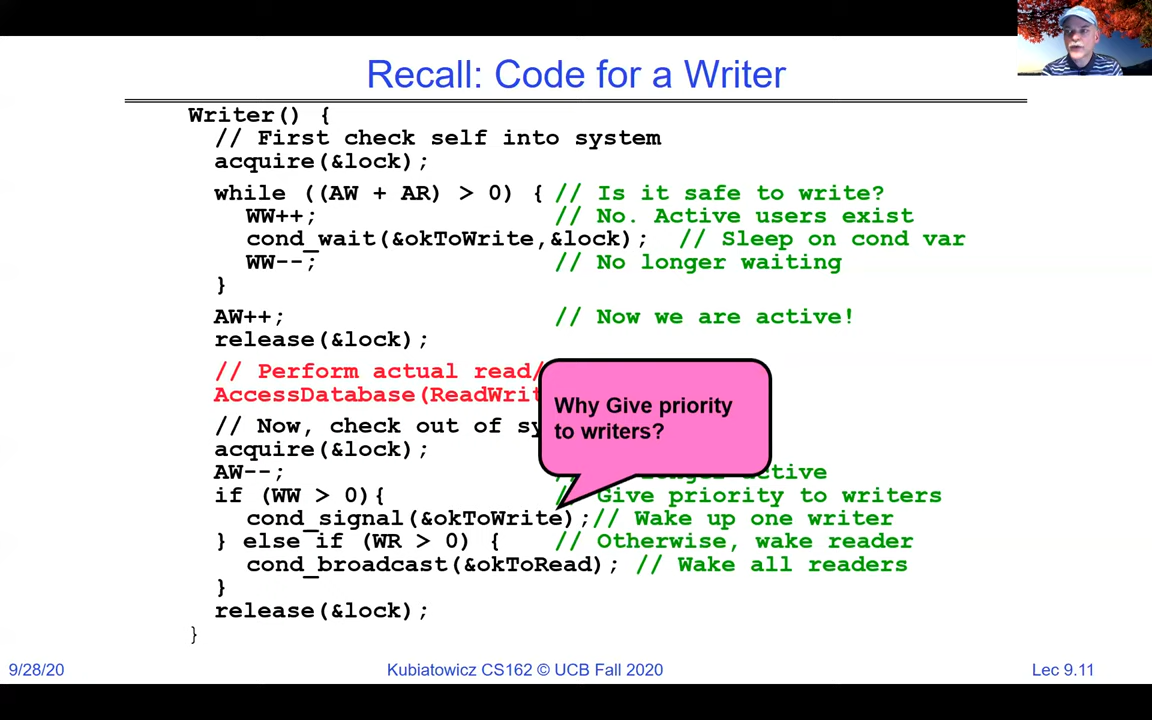 Recall: Code for a Writer
Writer() {
// First check self into system
acquire(&lock);
while ((AW + AR) > 0) { // Is it safe to write?
WW++; // No. Active users exist
cond_wait(&okToWrite,&lock); // Sleep on cond var
WW--; // No longer waiting
}
AW++; // Now we are active!
release(&lock);
// Perform actual read/
AccessDatabase(ReadWrit
Why Give priority
to writers?
// Now, check out of sy
acquire(&lock);
AW--; active
if (WW > 0){ Give priority to writers
cond_signal(&okToWrite);// Wake up one writer
} else if (WR > 0) { // Otherwise, wake reader
cond_broadcast(&okToRead); // Wake all readers
}
release(&lock);
}
9/28/20 Kubiatowicz CS162 © UCB Fall 2020 Lec 9.11